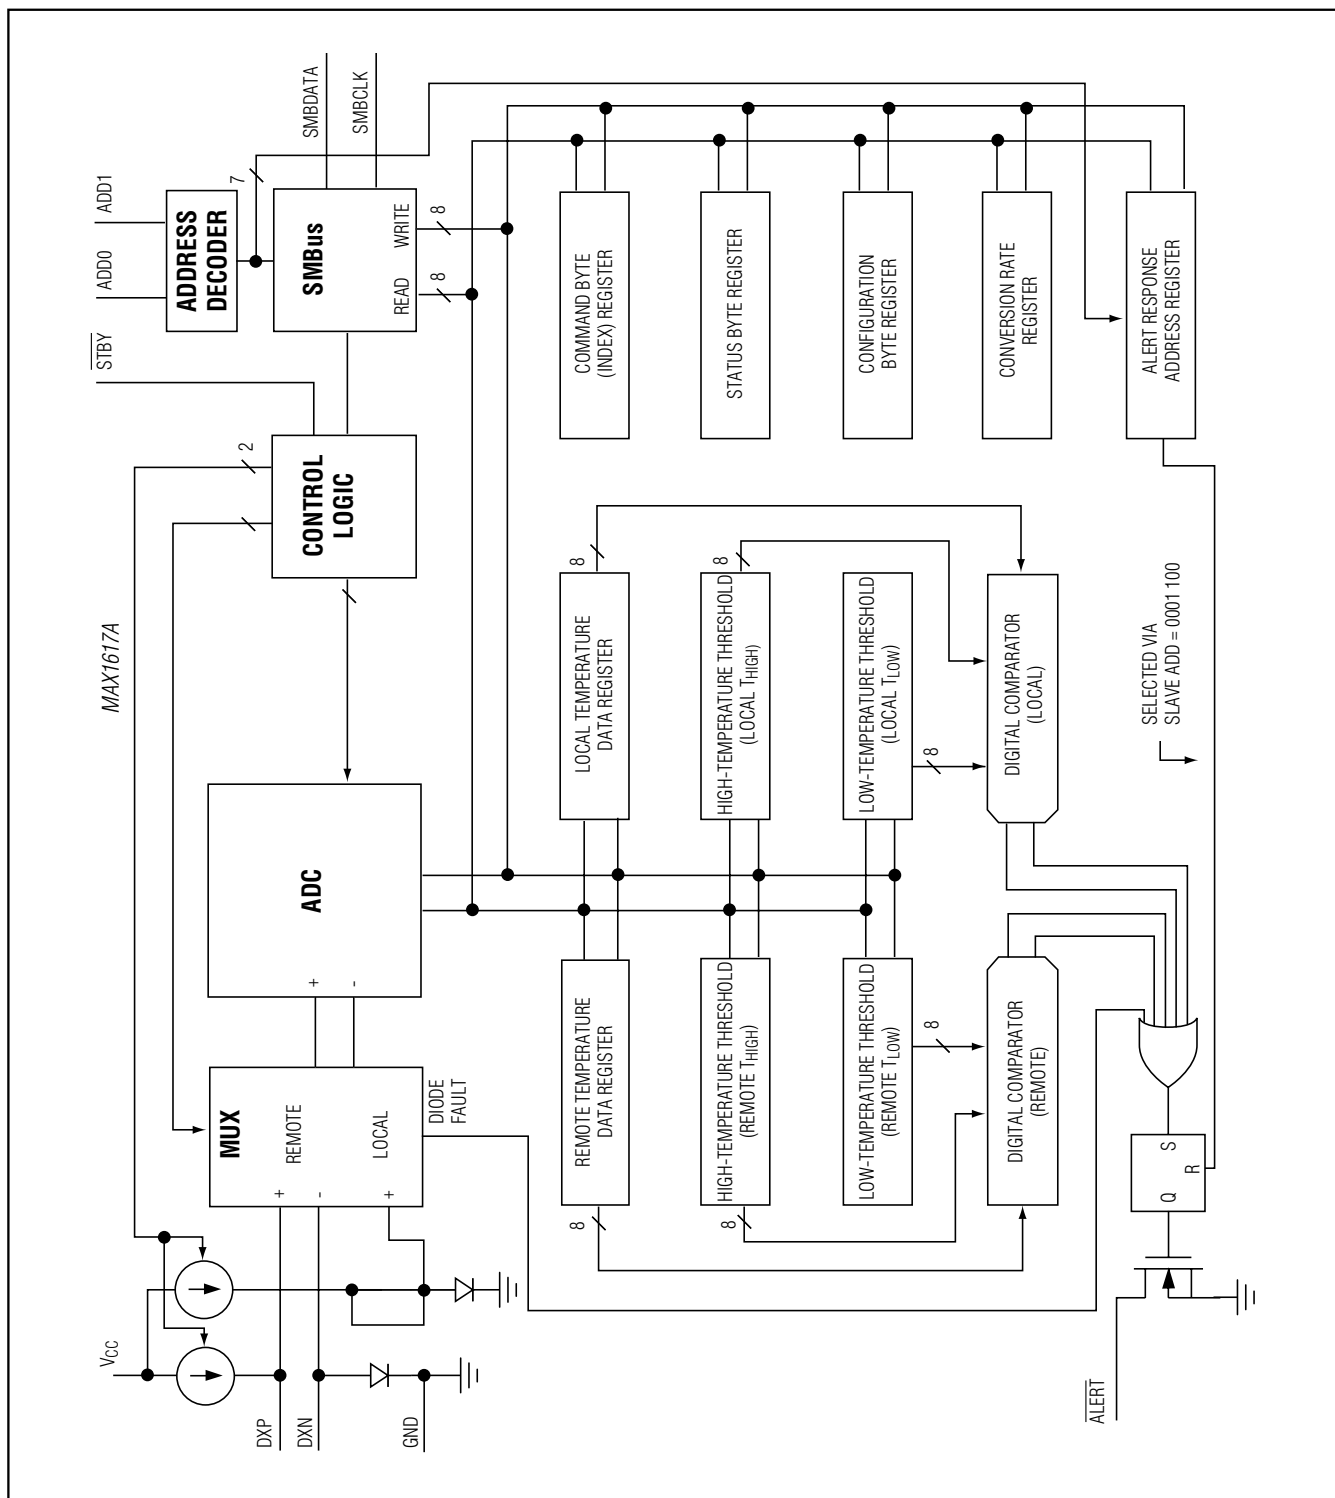 MAX1617A
VCC
DXP
DXN
GND
MUX
REMOTE
LOCAL
+
-
+
DIODE
FAULT
ADC
+
-
CONTROL
LOGIC
2
STBY
ADD0
ADD1
ADDRESS
DECODER
7
SMBus
READ
WRITE
8
8
SMBDATA
SMBCLK
REMOTE TEMPERATURE
DATA REGISTER
8
HIGH-TEMPERATURE THRESHOLD
(REMOTE THIGH)
8
LOW-TEMPERATURE THRESHOLD
(REMOTE TLOW)
8
DIGITAL COMPARATOR
(REMOTE)
LOCAL TEMPERATURE
DATA REGISTER
8
HIGH-TEMPERATURE THRESHOLD
(LOCAL THIGH)
8
LOW-TEMPERATURE THRESHOLD
(LOCAL TLOW)
8
DIGITAL COMPARATOR
(LOCAL)
COMMAND BYTE
(INDEX) REGISTER
STATUS BYTE REGISTER
CONFIGURATION
BYTE REGISTER
CONVERSION RATE
REGISTER
ALERT RESPONSE
ADDRESS REGISTER
SELECTED VIA
SLAVE ADD = 0001 100
Q
S
R
ALERT